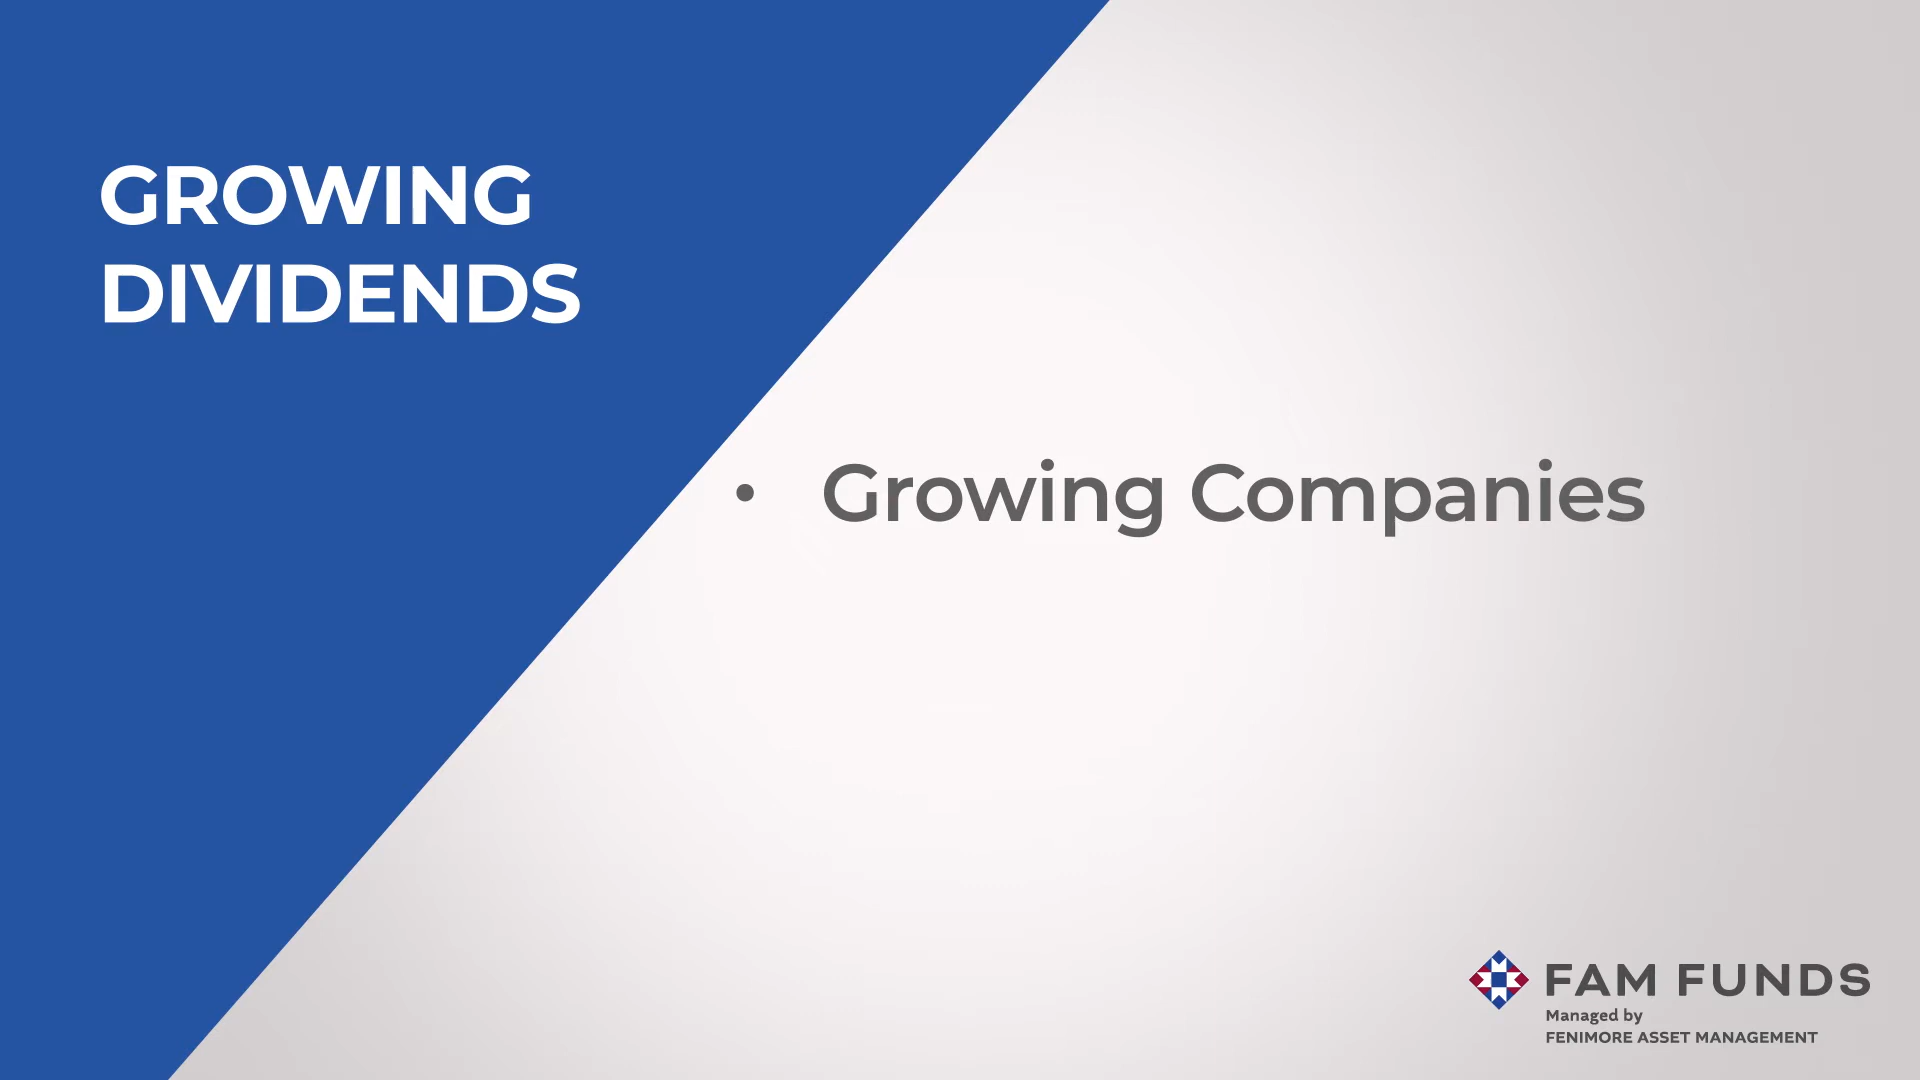 GROWING
DIVIDENDS
• Growing Companies
FAM FUNDS
Managed by
FENIMORE ASSET MANAGEMENT